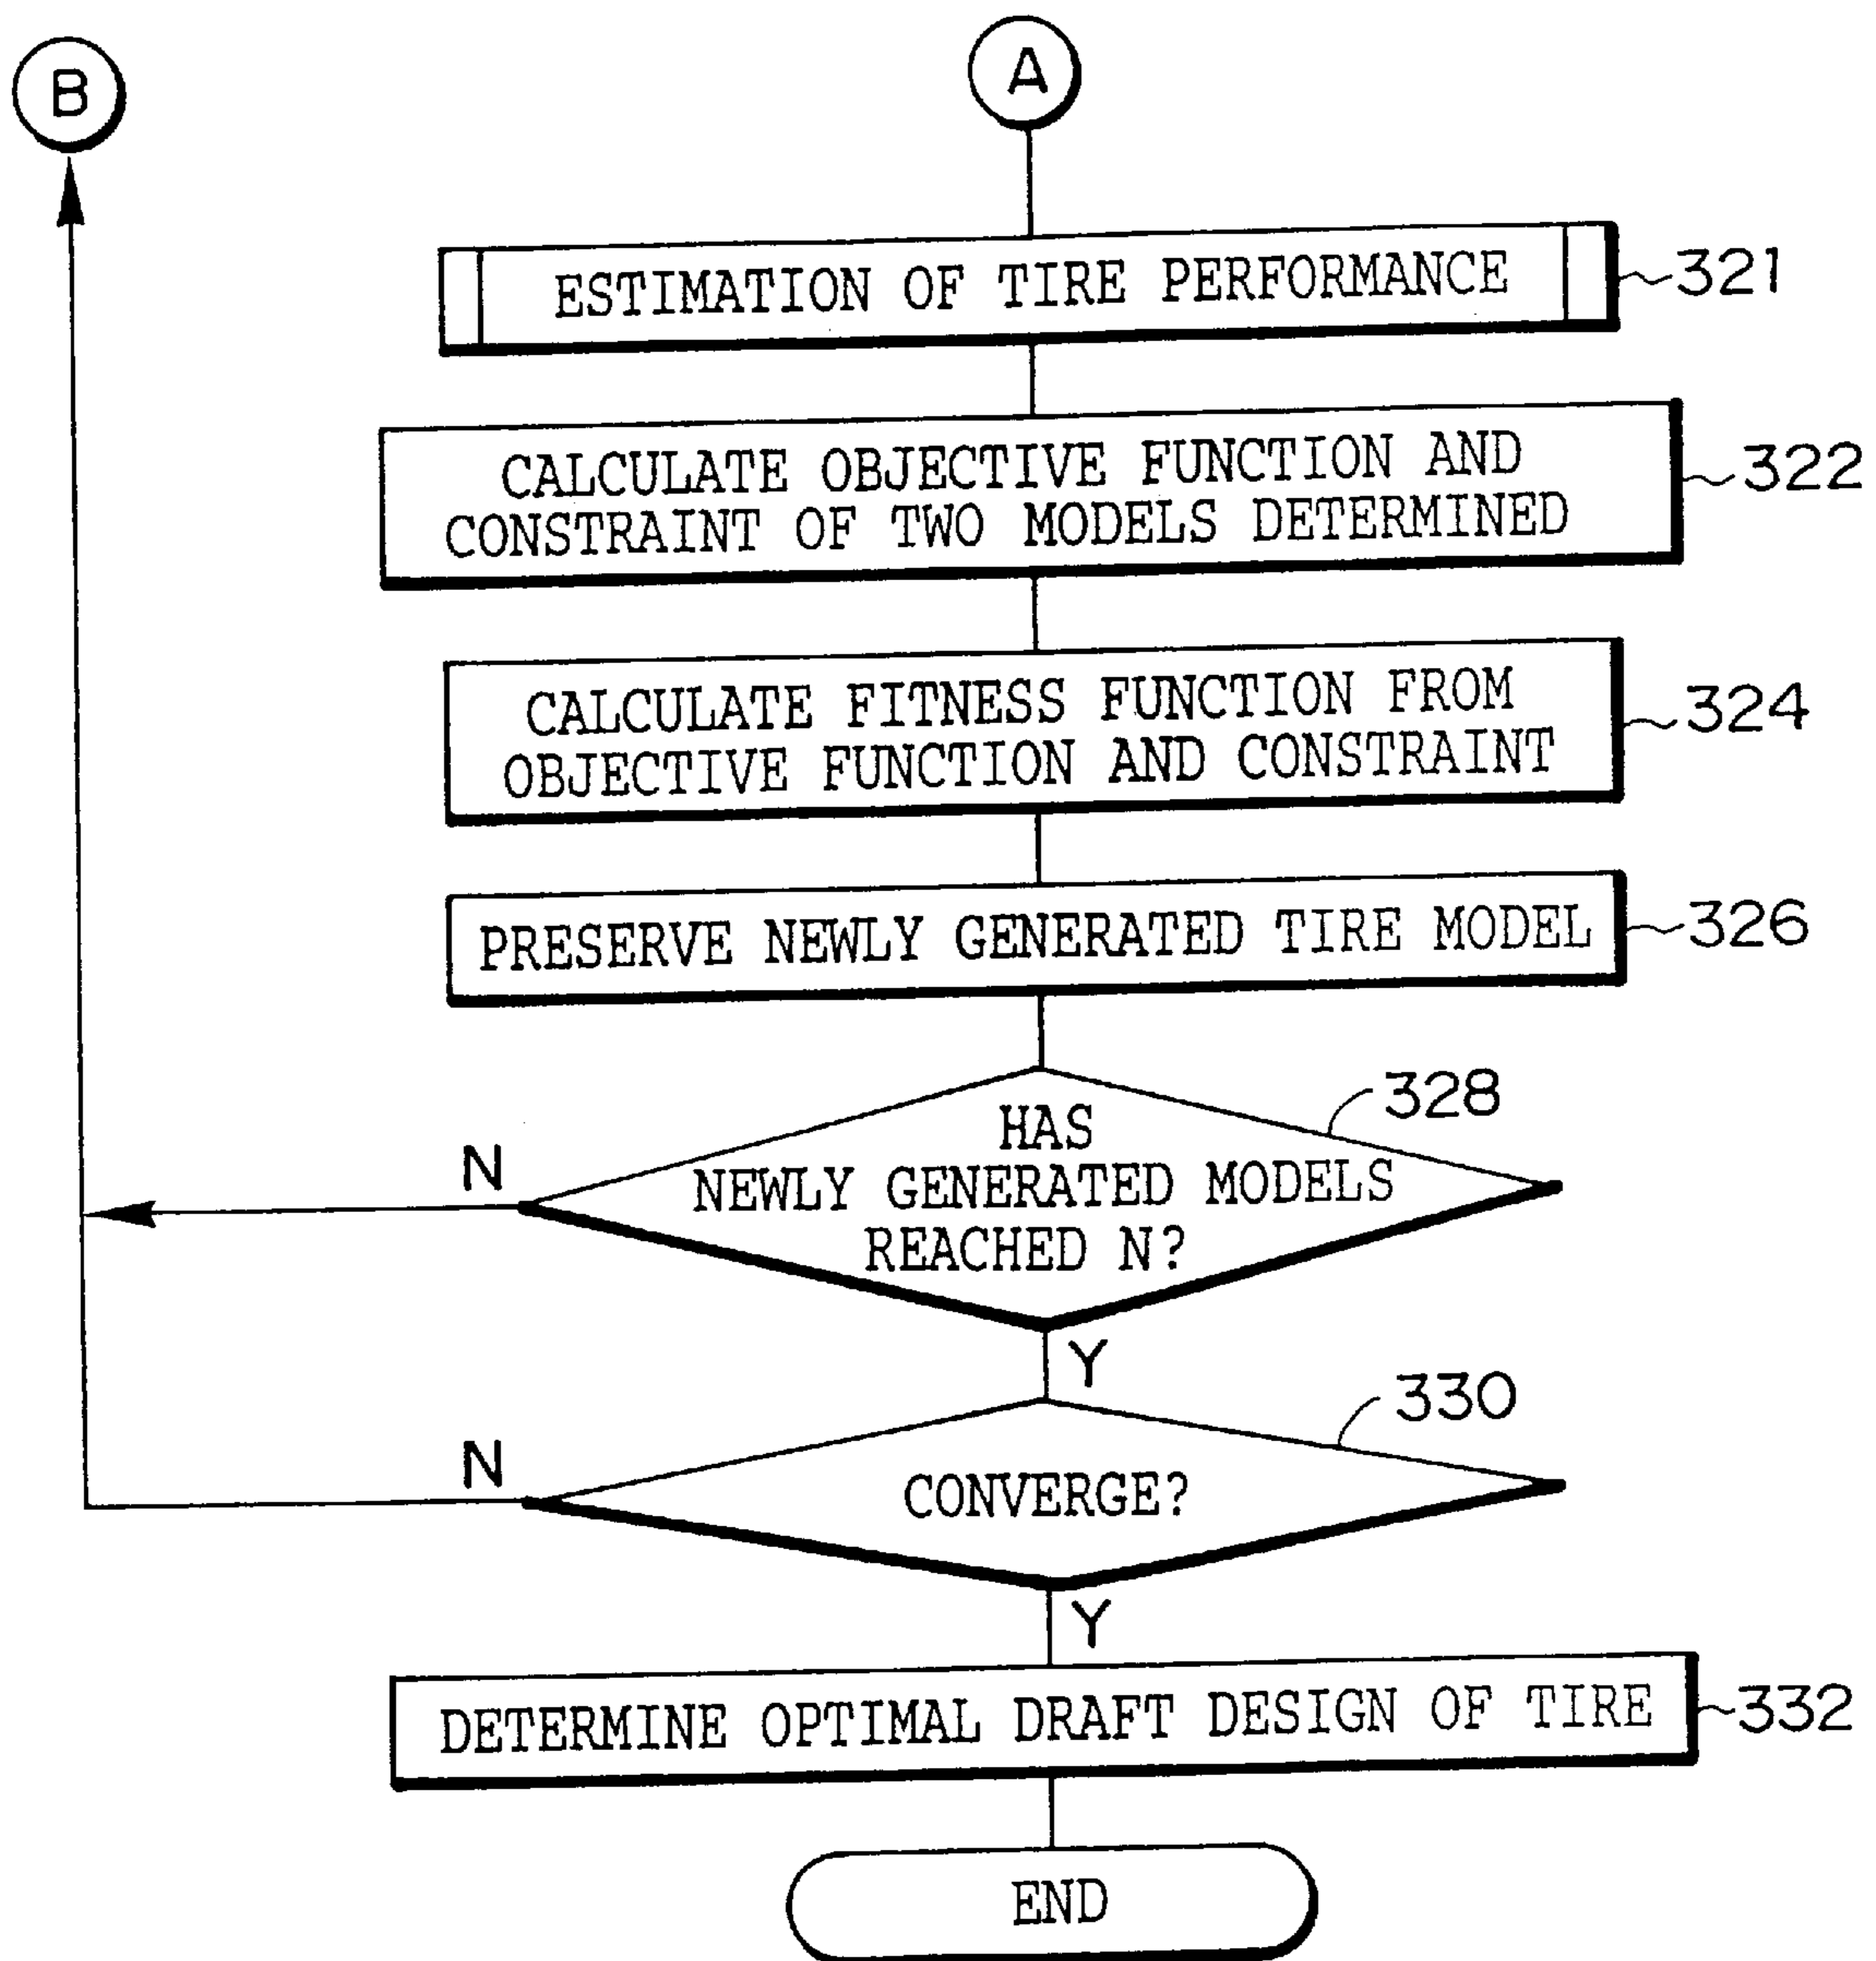 B
A
ESTIMATION OF TIRE PERFORMANCE
321
CALCULATE OBJECTIVE FUNCTION AND
CONSTRAINT OF TWO MODELS DETERMINED
322
CALCULATE FITNESS FUNCTION FROM
OBJECTIVE FUNCTION AND CONSTRAINT
324
PRESERVE NEWLY GENERATED TIRE MODEL
326
328
HAS
NEWLY GENERATED MODELS
REACHED N?
N
Y
330
CONVERGE?
N
Y
DETERMINE OPTIMAL DRAFT DESIGN OF TIRE
332
END